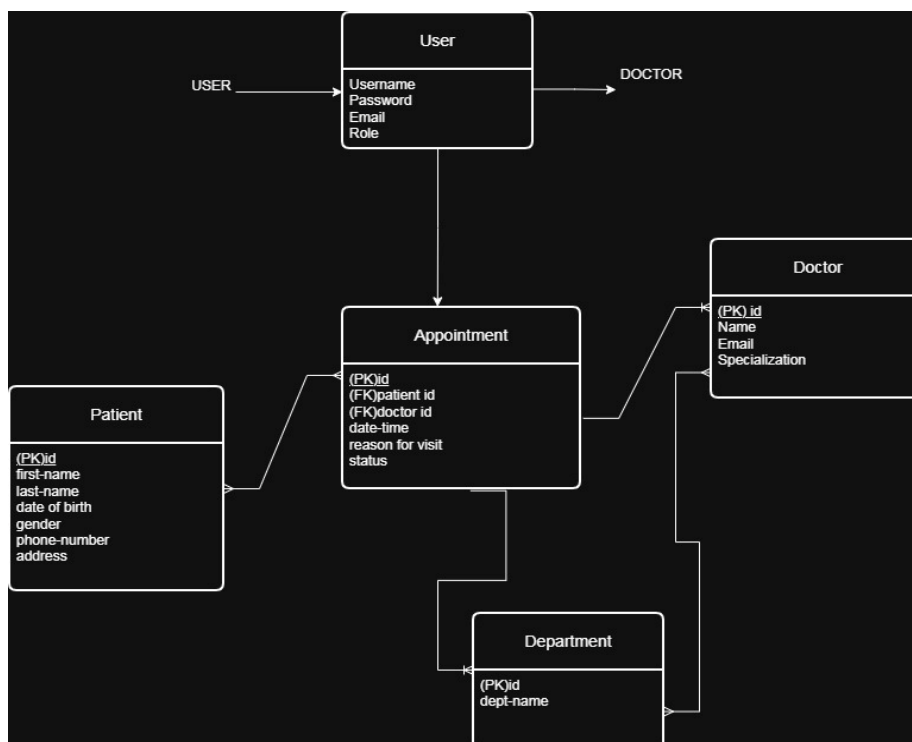 User
USER
DOCTOR
Username
Password
Email
Role
Doctor
(PK) id
Name
Email
Specialization
Appointment
(PK)id
(FK)patient id
(FK)doctor id
date-time
reason for visit
status
Patient
(PK)id
first-name
last-name
date of birth
gender
phone-number
address
Department
(PK)id
dept-name